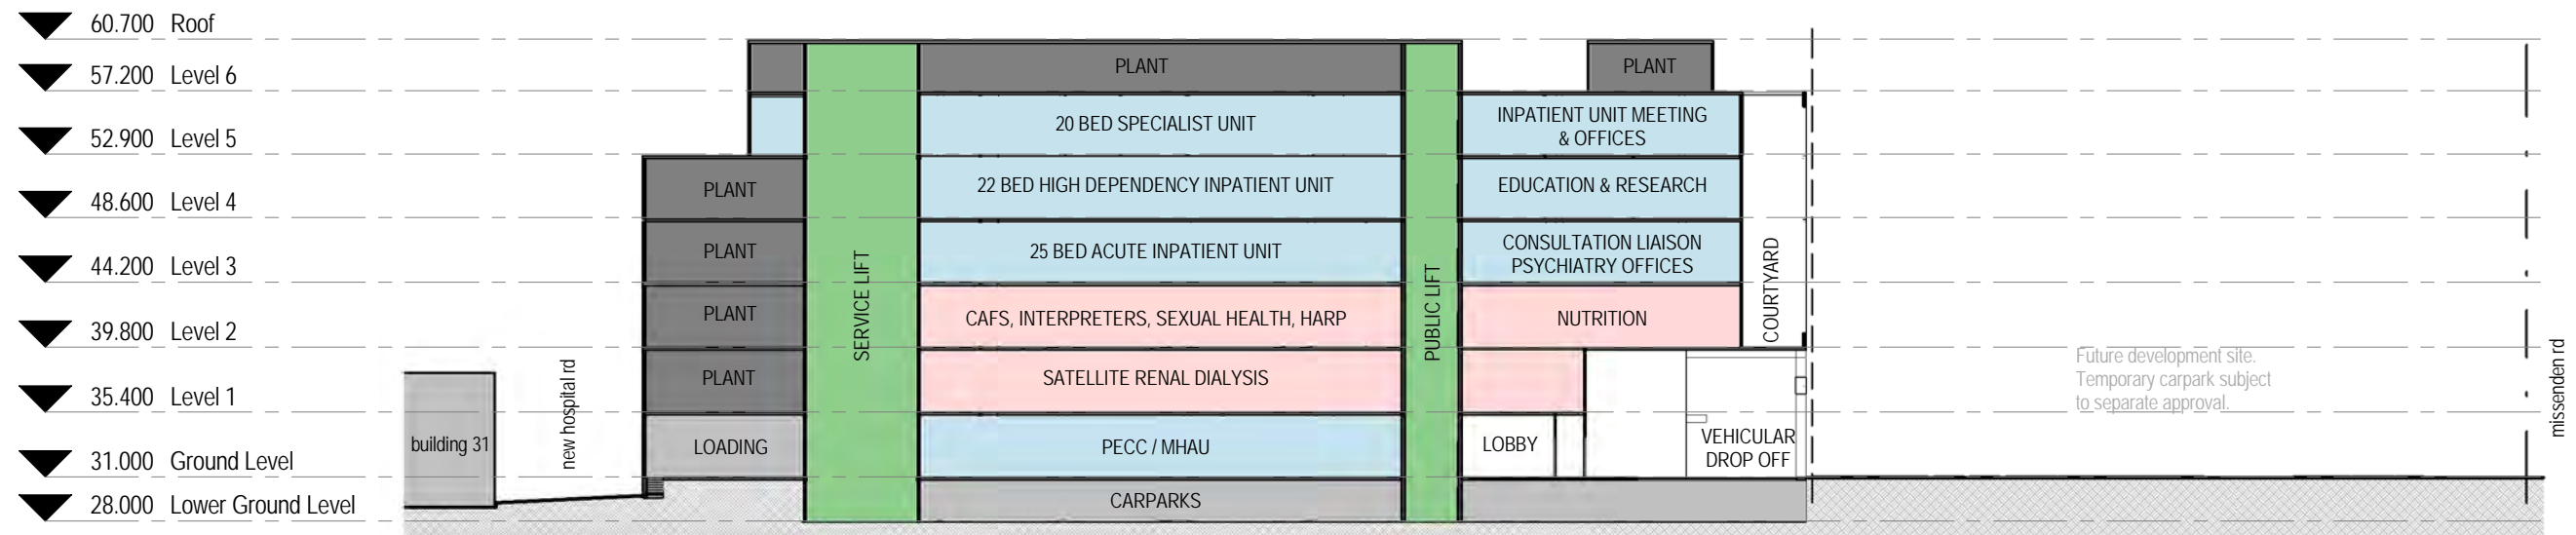 60.700 Roof
57.200 Level 6
52.900 Level 5
48.600 Level 4
44.200 Level 3
39.800 Level 2
35.400 Level 1
31.000 Ground Level
28.000 Lower Ground Level
building 31
new hospital rd
PLANT
PLANT
PLANT
PLANT
LOADING
SERVICE LIFT
PLANT
20 BED SPECIALIST UNIT
22 BED HIGH DEPENDENCY INPATIENT UNIT
25 BED ACUTE INPATIENT UNIT
CAFS, INTERPRETERS, SEXUAL HEALTH, HARP
SATELLITE RENAL DIALYSIS
PECC / MHAU
CARPARKS
PUBLIC LIFT
PLANT
INPATIENT UNIT MEETING
& OFFICES
EDUCATION & RESEARCH
CONSULTATION LIAISON
PSYCHIATRY OFFICES
NUTRITION
LOBBY
COURTYARD
VEHICULAR
DROP OFF
Future development site.
Temporary carpark subject
to separate approval.
missenden rd